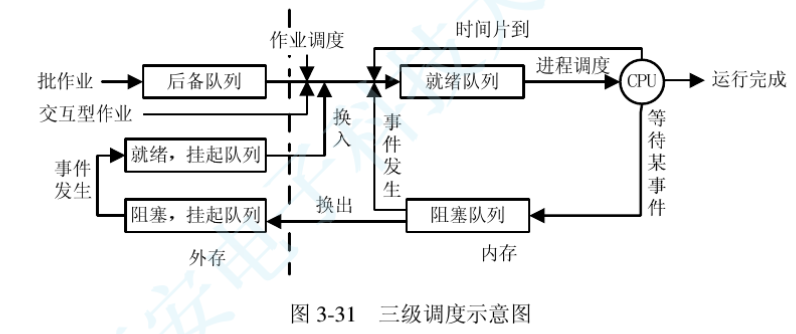 时间片到
作业调度
批作业
后备队列
就绪队列
进程调度
CPU
运行完成
交互型作业
换入
事件发生
等待某事件
就绪，挂起队列
事件
发生
阻塞，挂起队列
换出
阻塞队列
外存
内存
图 3-31 三级调度示意图